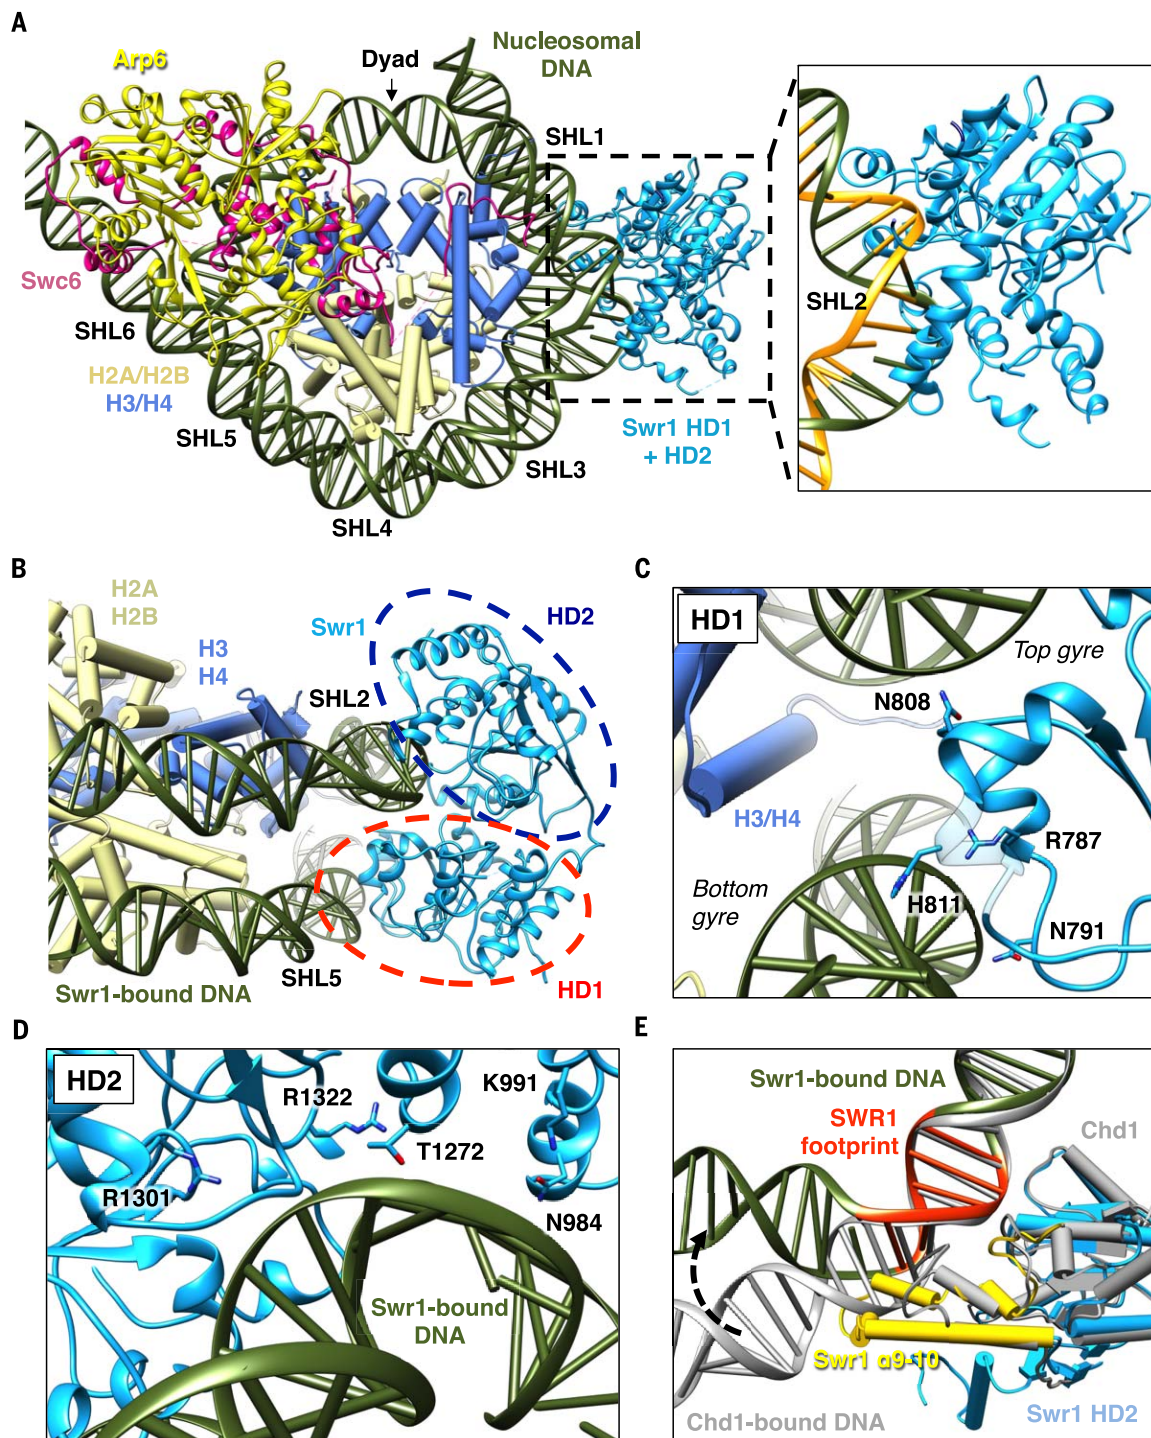 A
Arp6
Dyad
Nucleosomal
DNA
SHL1
Swc6
SHL6
H2A/H2B
H3/H4
SHL5
SHL4
SHL3
Swr1 HD1
+ HD2
SHL2
B
H2A
H2B
H3
H4
Swr1
HD2
SHL2
SHL5
Swr1-bound DNA
HD1
C
HD1
Top gyre
N808
H3/H4
R787
Bottom
gyre
H811
N791
D
HD2
R1322
K991
T1272
R1301
N984
Swr1-bound
DNA
E
Swr1-bound DNA
SWR1
footprint
Chd1
Swr1 α9-10
Chd1-bound DNA
Swr1 HD2